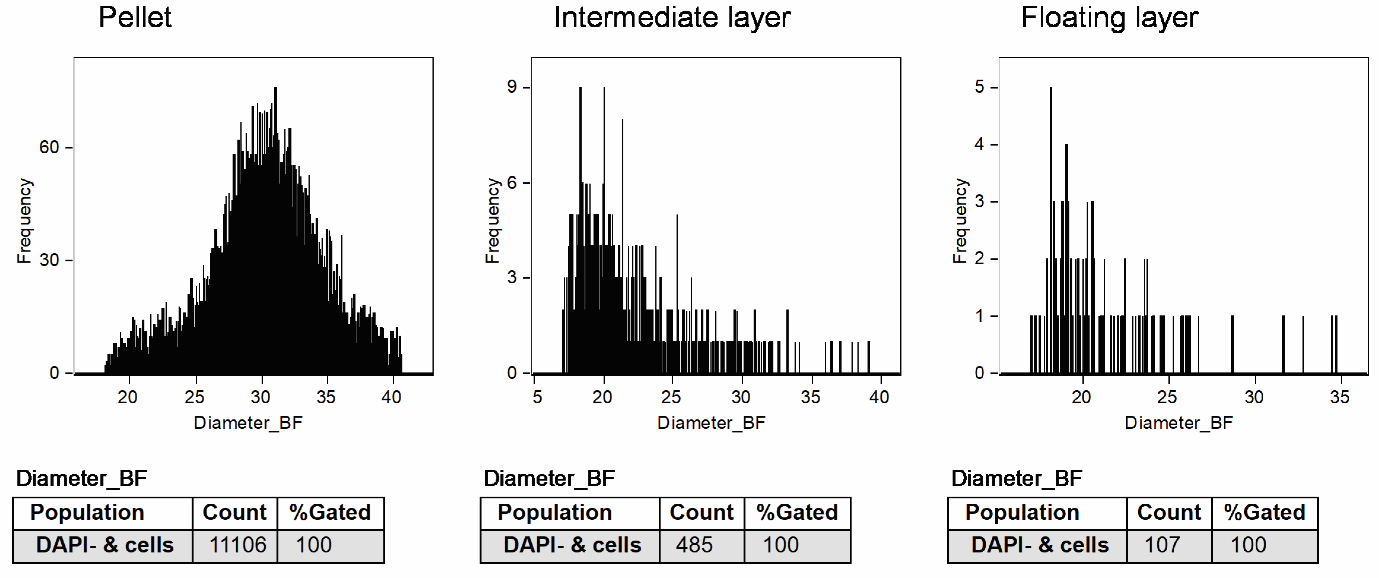 Pellet
Intermediate layer
Floating layer
Frequency
60
30
0
20
25
30
35
40
Diameter_BF
Frequency
9
6
3
0
5
20
25
30
35
40
Diameter_BF
Frequency
5
4
3
2
1
0
20
25
30
35
Diameter_BF
Diameter_BF
Population Count %Gated
DAPI- & cells 11106 100
Diameter_BF
Population Count %Gated
DAPI- & cells 485 100
Diameter_BF
Population Count %Gated
DAPI- & cells 107 100